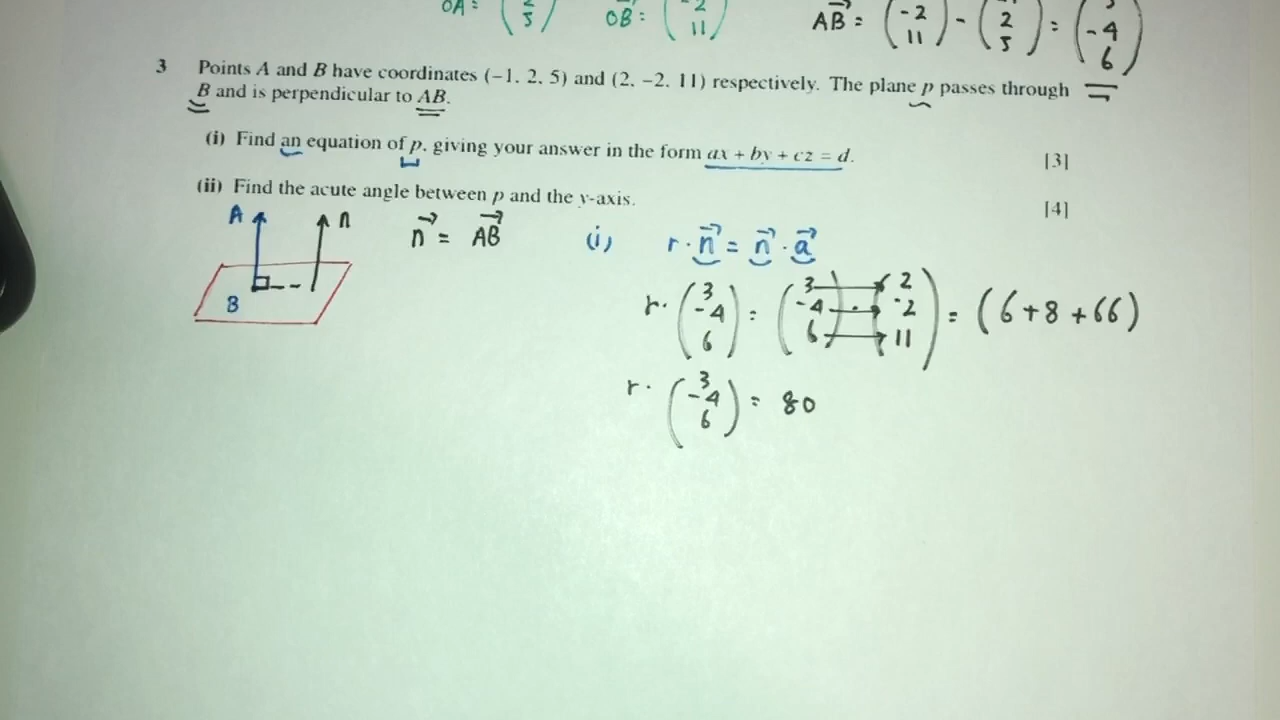 OA = ( 2 5 ) OB : ( -2 11 ) AB = ( -2 11 ) - ( 2 5 ) = ( 3 -4 6 )
3 Points A and B have coordinates (−1, 2, 5) and (2, −2, 11) respectively. The plane p passes through
B and is perpendicular to AB.
(i) Find an equation of p, giving your answer in the form ax + by + cz = d. [3]
(ii) Find the acute angle between p and the y-axis. [4]
A n
n = AB
B
(i) r · n = n · a
r · ( 3 -4 6 ) = ( 3 -4 6 ) · ( 2 -2 11 ) = (6+8+66)
r · ( 3 -4 6 ) = 80